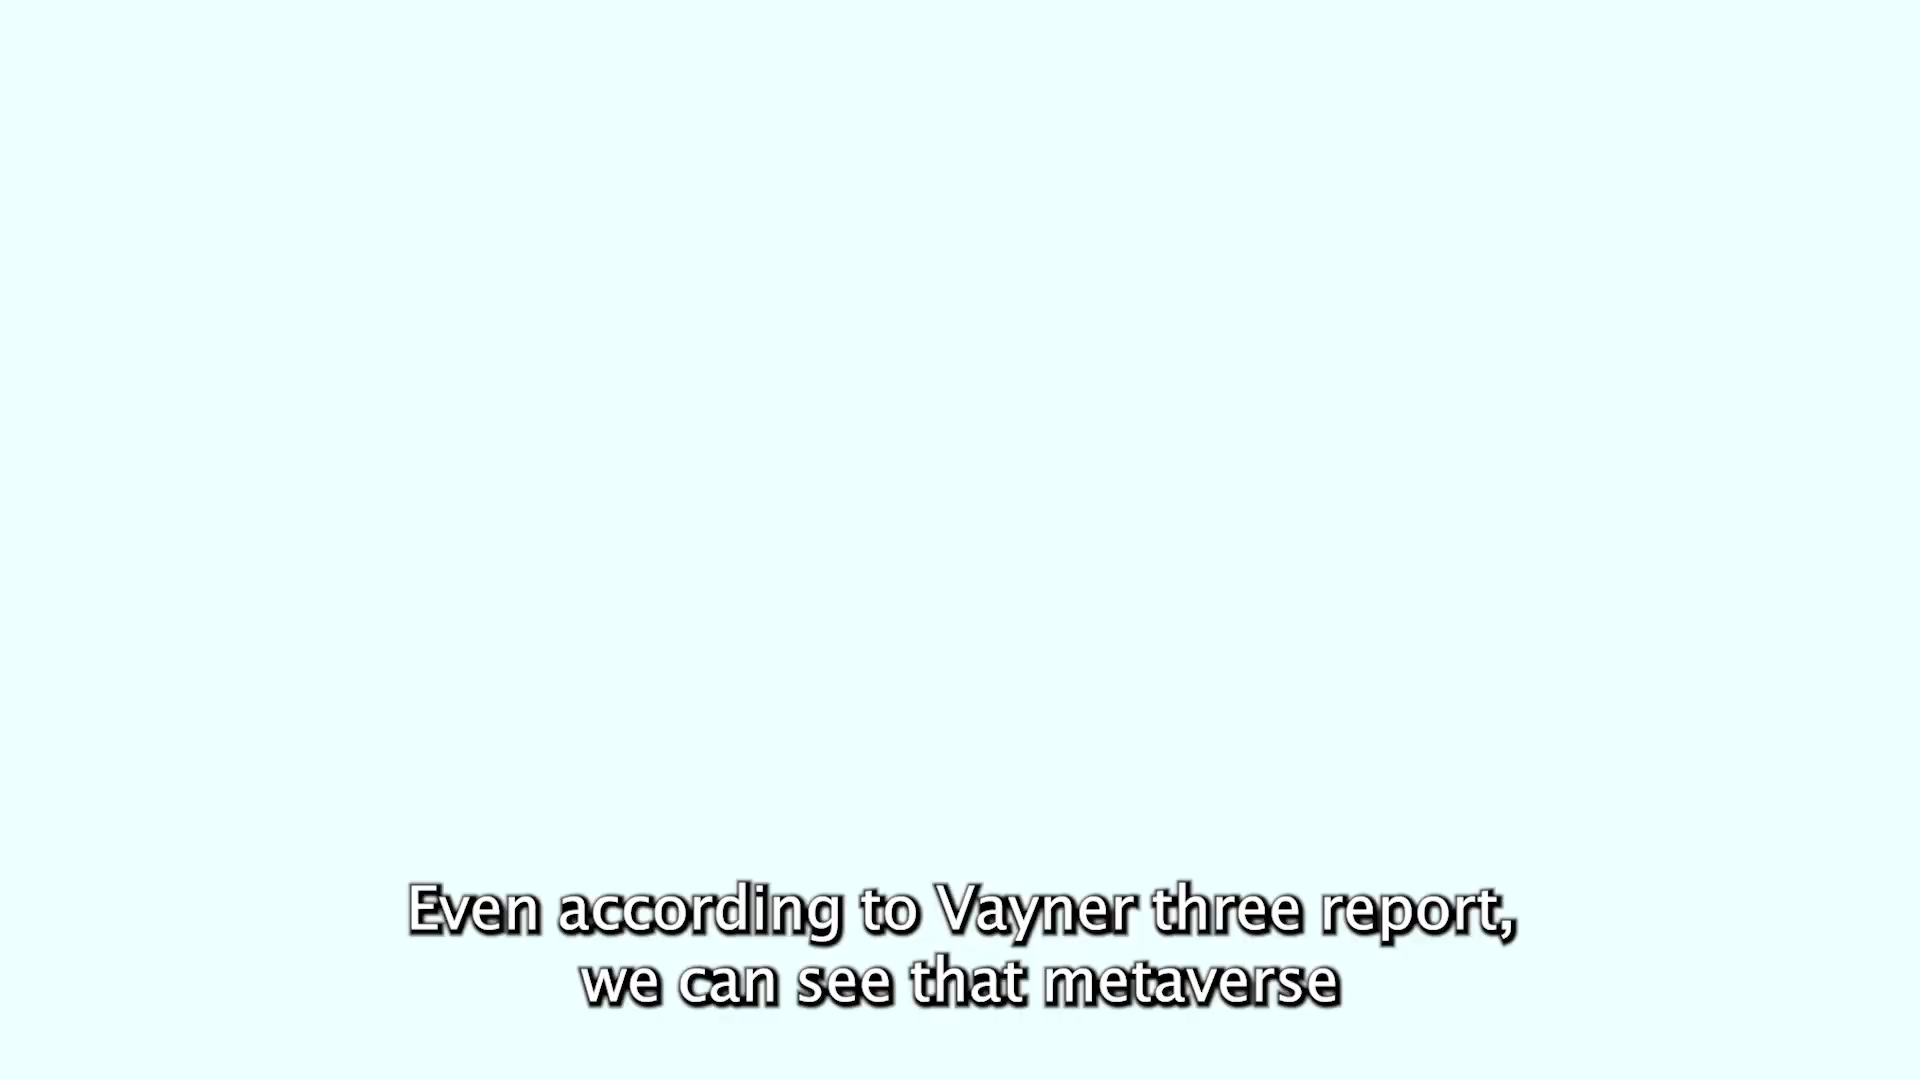 Even according to Vayner three report,
we can see that metaverse